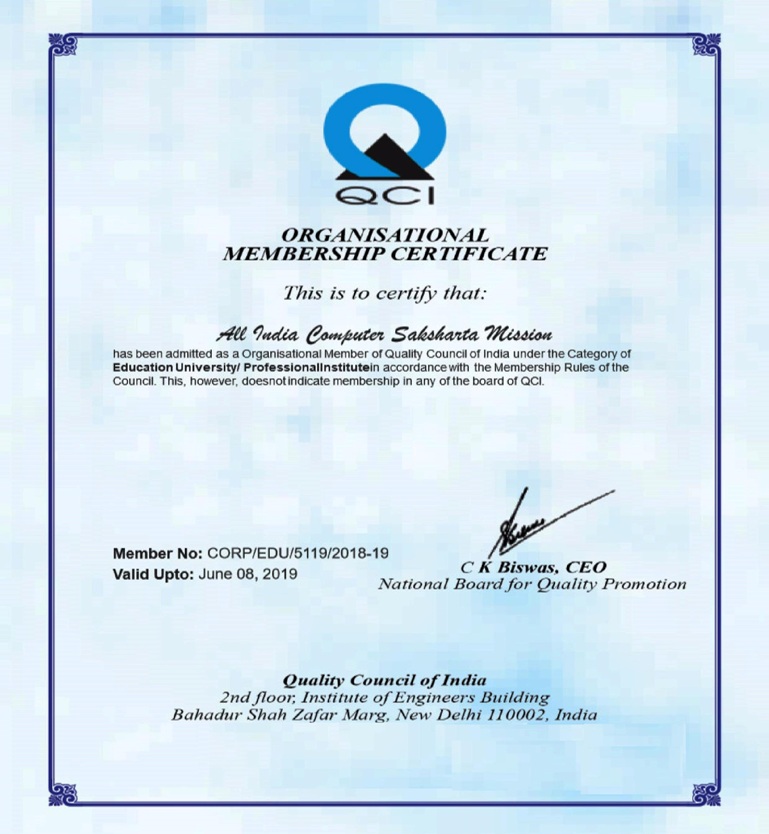 QCI
ORGANISATIONAL
MEMBERSHIP CERTIFICATE
This is to certify that:
All India Computer Saksharta Mission
has been admitted as a Organisational Member of Quality Council of India under the Category of
Education University/ ProfessionalInstitutein accordance with the Membership Rules of the
Council. This, however, doesnot indicate membership in any of the board of QCI.
Member No: CORP/EDU/5119/2018-19
Valid Upto: June 08, 2019
C K Biswas, CEO
National Board for Quality Promotion
Quality Council of India
2nd floor, Institute of Engineers Building
Bahadur Shah Zafar Marg, New Delhi 110002, India